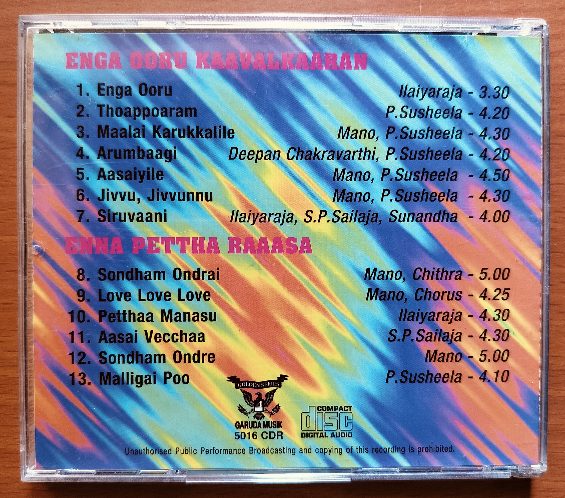 ENGA OORU KAAVALKAARAN
1. Enga Ooru Ilaiyaraja - 3.30
2. Thoappoaram P.Susheela - 4.20
3. Maalai Karukkalile Mano, P.Susheela - 4.30
4. Arumbaagi Deepan Chakravarthi, P.Susheela - 4.20
5. Aasaiyile Mano, P.Susheela - 4.50
6. Jivvu, Jivvunnu Mano, P.Susheela - 4.30
7. Siruvaani Ilaiyaraja, S.P.Sailaja, Sunandha - 4.00
ENNA PETTHA RAAASA
8. Sondham Ondrai Mano, Chithra - 5.00
9. Love Love Love Mano, Chorus - 4.25
10. Petthaa Manasu Ilaiyaraja - 4.30
11. Aasai Vecchaa S.P.Sailaja - 4.30
12. Sondham Ondre Mano - 5.00
13. Malligai Poo P.Susheela - 4.10
GARUDA MUSIK
5016 CDR
COMPACT
disc
DIGITAL AUDIO
Unauthorised Public Performance Broadcasting and copying of this recording is prohibited.